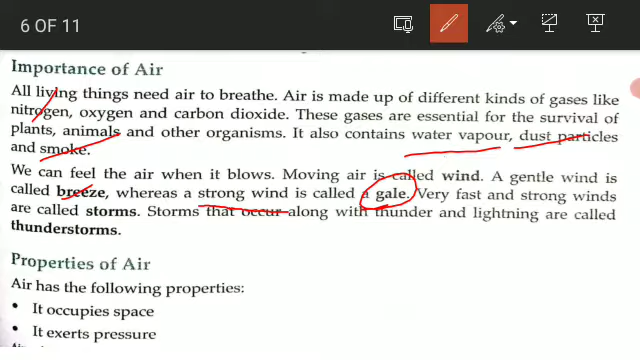 6 OF 11
Importance of Air
All living things need air to breathe. Air is made up of different kinds of gases like
nitrogen, oxygen and carbon dioxide. These gases are essential for the survival of
plants, animals and other organisms. It also contains water vapour, dust particles
and smoke.
We can feel the air when it blows. Moving air is called wind. A gentle wind is
called breeze, whereas a strong wind is called a gale. Very fast and strong winds
are called storms. Storms that occur along with thunder and lightning are called
thunderstorms.
Properties of Air
Air has the following properties:
• It occupies space
• It exerts pressure